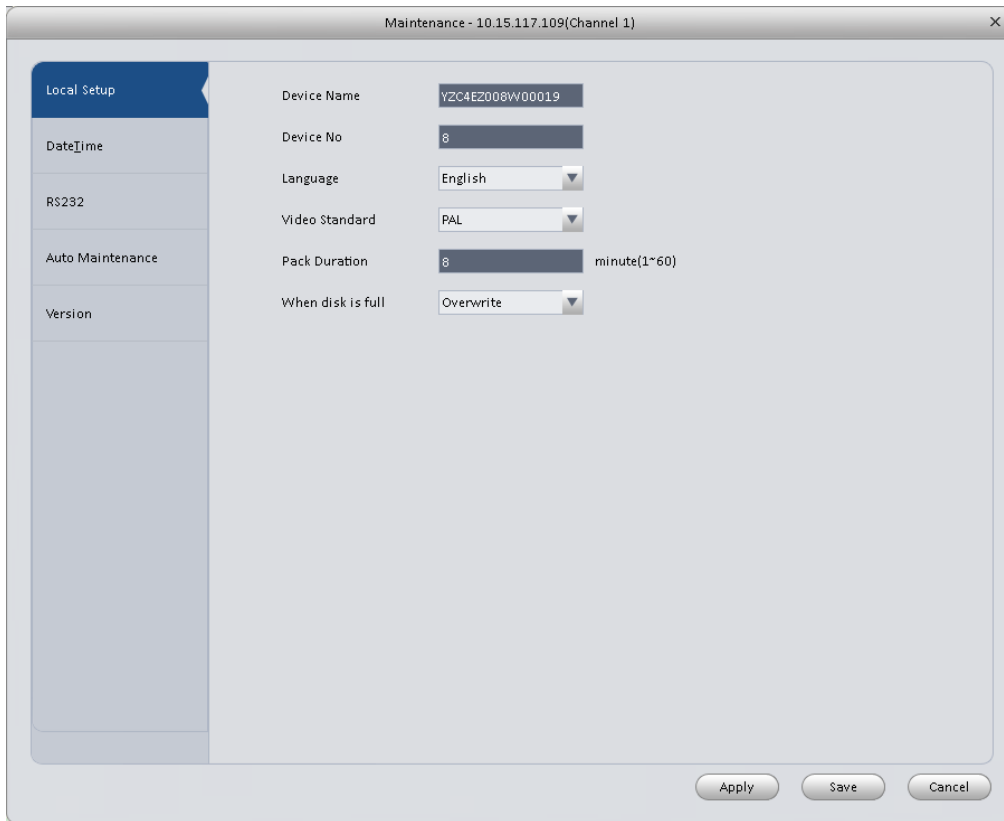 Maintenance - 10.15.117.109(Channel 1)
Local Setup
DateTime
RS232
Auto Maintenance
Version
Device Name YZC4EZ008W00019
Device No 8
Language English
Video Standard PAL
Pack Duration 8 minute(1~60)
When disk is full Overwrite
Apply Save Cancel